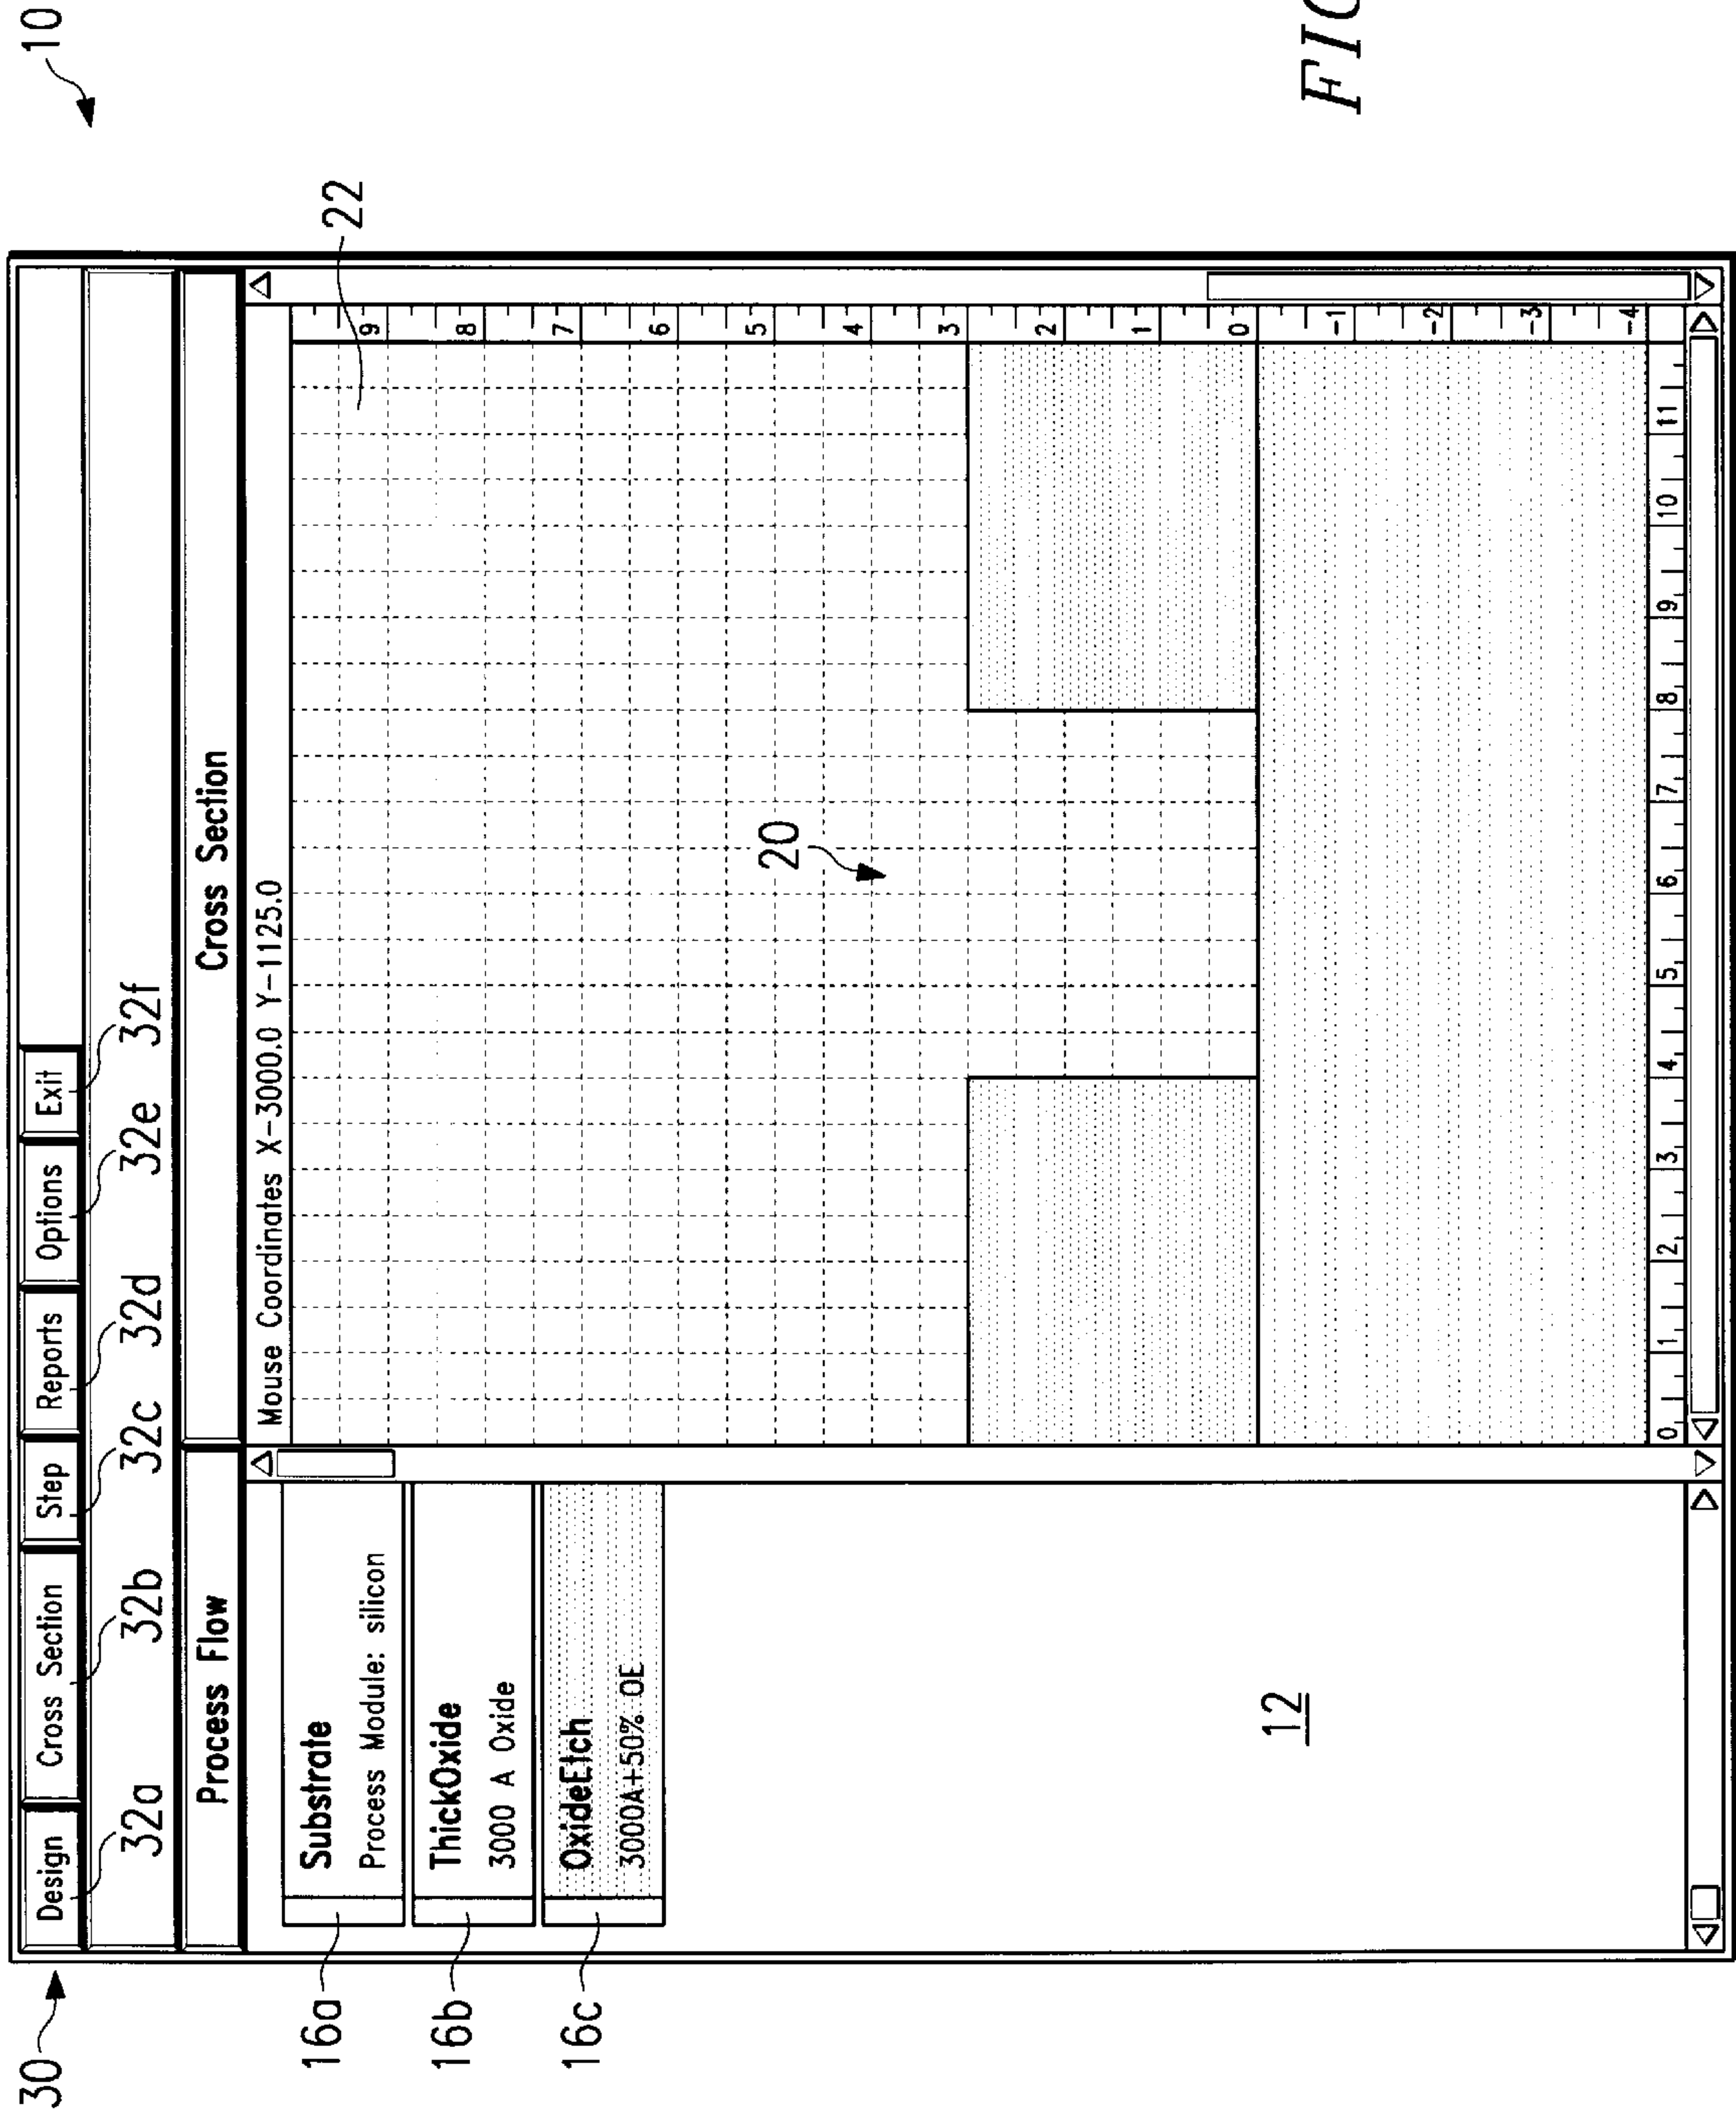 10
30
Design Cross Section Step Reports Options Exit
32a 32b 32c 32d 32e 32f
Process Flow
Cross Section
Substrate
Process Module: silicon
ThickOxide
3000 A Oxide
OxideEtch
3000A+50% OE
16a
16b
16c
12
Mouse Coordinates X-3000.0 Y-1125.0
22
20
9
8
7
6
5
4
3
2
1
0
-1
-2
-3
-4
0 1 2 3 4 5 6 7 8 9 10 11
FIG